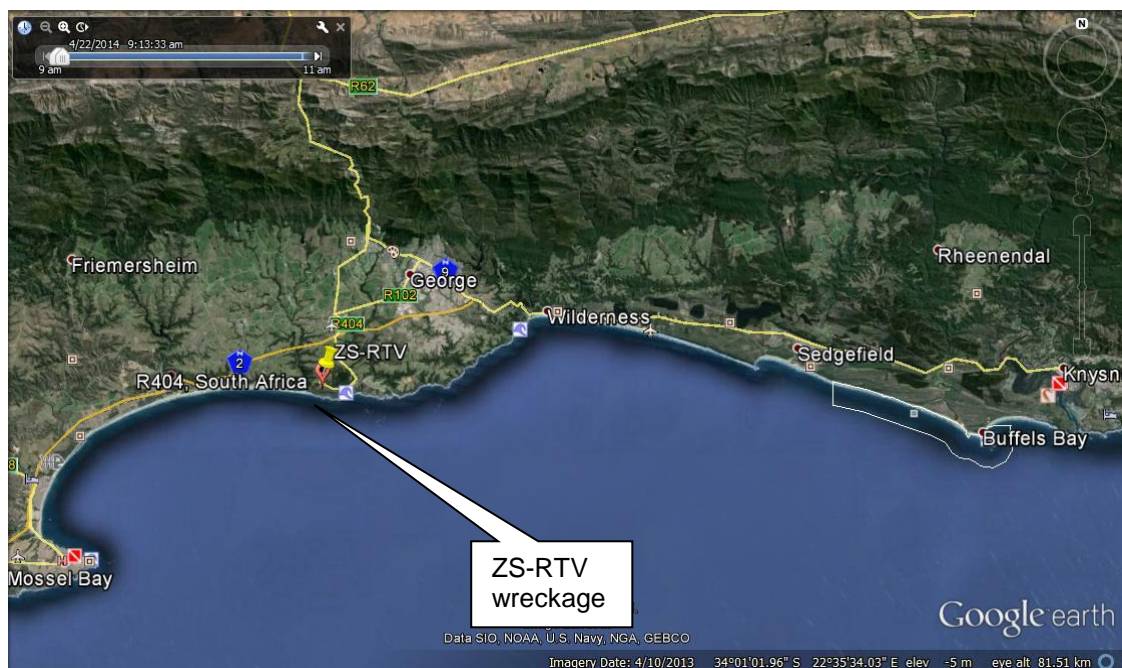 4/22/2014 9:13:33 am
9 am
11 am
N
R62
Friemersheim
9
George
R102
Rheenendal
R404
Wilderness
ZS-RTV
Sedgefield
2
R404, South Africa
Knysn
Buffels Bay
8
Mossel Bay
ZS-RTV
wreckage
Google earth
Data SIO, NOAA, U.S. Navy, NGA, GEBCO
Imagery Date: 4/10/2013 34°01'01.96" S 22°35'34.03" E elev -5 m eye alt 81.51 km